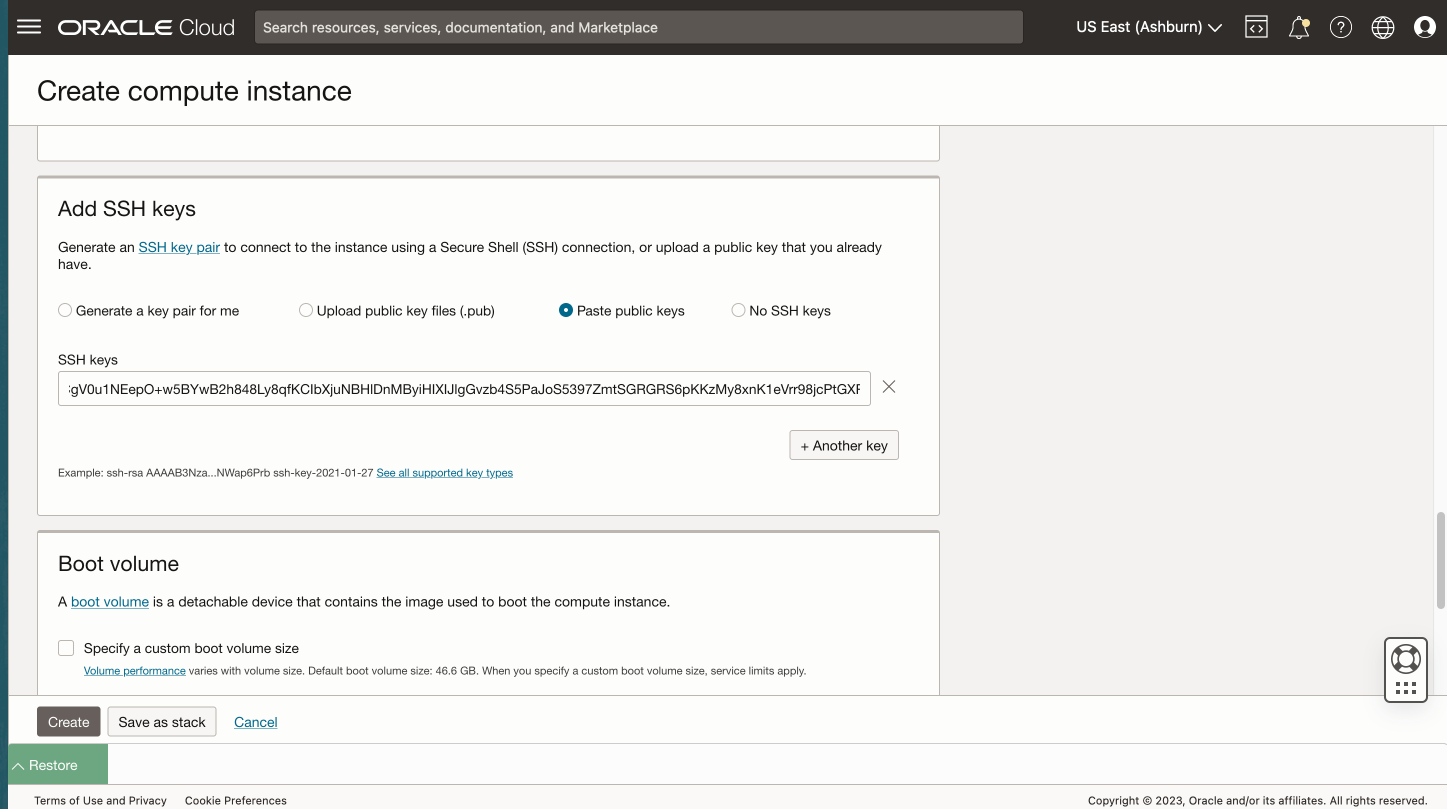 ORACLE Cloud
Search resources, services, documentation, and Marketplace
US East (Ashburn)
Create compute instance
Add SSH keys
Generate an SSH key pair to connect to the instance using a Secure Shell (SSH) connection, or upload a public key that you already
have.
Generate a key pair for me
Upload public key files (.pub)
Paste public keys
No SSH keys
SSH keys
gV0u1NEepO+w5BYwB2h848Ly8qfKCIbXjuNBHIDnMByiHIXIJlgGvzb4S5PaJoS5397ZmtSGRGRS6pKKzMy8xnK1eVrr98jcPtGXF
+ Another key
Example: ssh-rsa AAAAB3Nza...NWap6Prb ssh-key-2021-01-27 See all supported key types
Boot volume
A boot volume is a detachable device that contains the image used to boot the compute instance.
Specify a custom boot volume size
Volume performance varies with volume size. Default boot volume size: 46.6 GB. When you specify a custom boot volume size, service limits apply.
Create
Save as stack
Cancel
Restore
Terms of Use and Privacy
Cookie Preferences
Copyright © 2023, Oracle and/or its affiliates. All rights reserved.